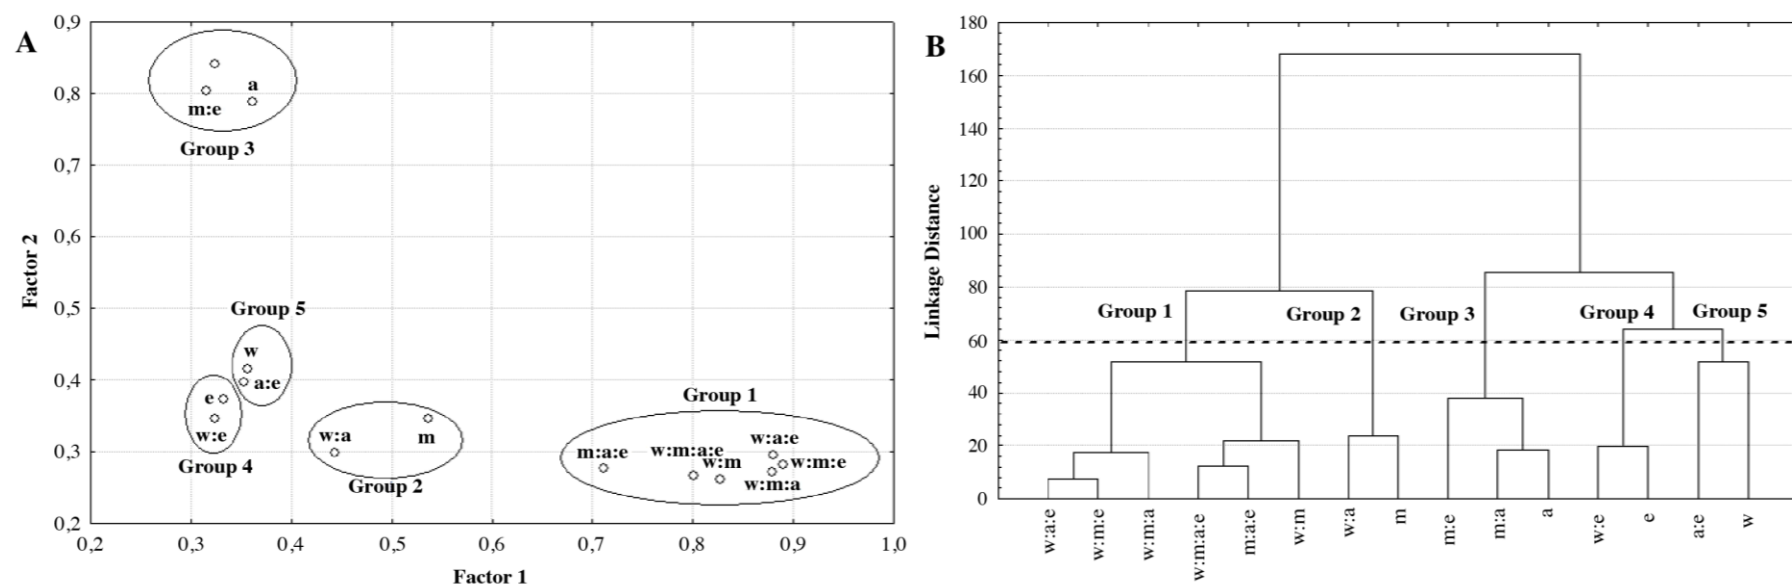 A
0,9
0,8
0,7
0,6
0,5
0,4
0,3
0,2
Factor 2
a
m:e
Group 3
Group 5
w
a:e
e
w:e
Group 4
w:a
m
Group 2
Group 1
m:a:e
w:m:a:e
w:m
w:a:e
w:m:e
w:m:a
0,2 0,3 0,4 0,5 0,6 0,7 0,8 0,9 1,0
Factor 1
B
180
160
140
120
100
80
60
40
20
0
Linkage Distance
Group 1
Group 2
Group 3
Group 4
Group 5
w:a:e
w:m:e
w:m:a
w:m:a:e
m:a:e
w:m
w:a
m
m:e
m:a
a
w:e
e
a:e
w